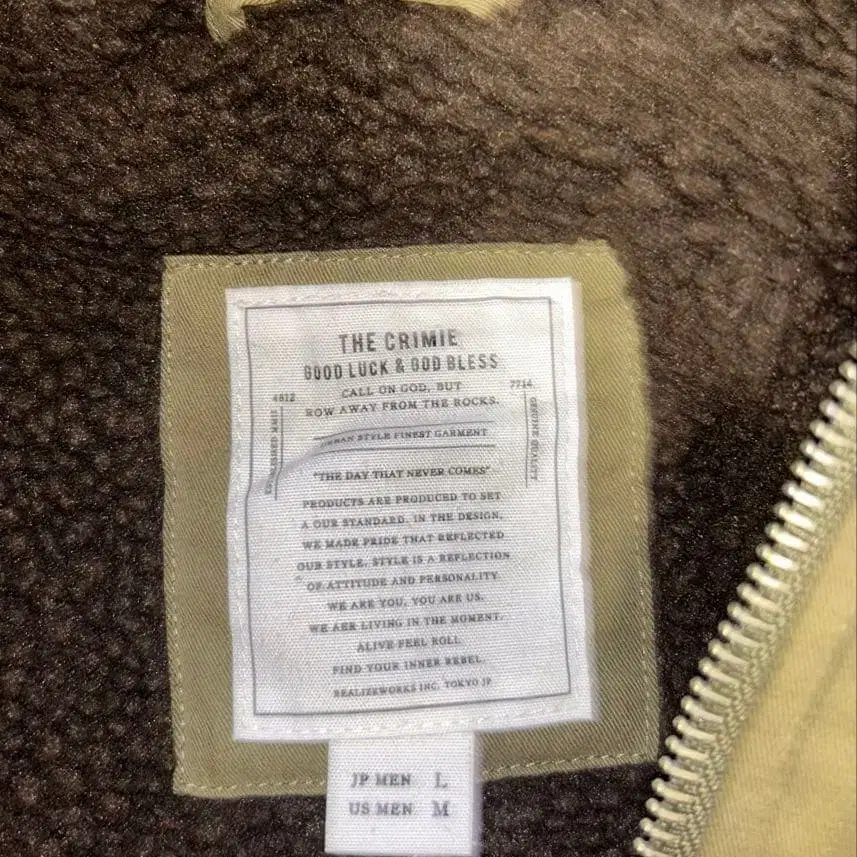 THE CRIMIE
GOOD LUCK & GOD BLESS
CALL ON GOD, BUT
ROW AWAY FROM THE ROCKS.
4812
7714
URBAN STYLE FINEST GARMENT
"THE DAY THAT NEVER COMES"
PRODUCTS ARE PRODUCED TO SET
A OUR STANDARD. IN THE DESIGN,
WE MADE PRIDE THAT REFLECTED
OUR STYLE. STYLE IS A REFLECTION
OF ATTITUDE AND PERSONALITY.
WE ARE YOU, YOU ARE US.
WE AER LIVING IN THE MOMENT.
ALIVE FEEL ROLL
FIND YOUR INNER REBEL.
REALIZEWORKS INC. TOKYO JP
JP MEN L
US MEN M